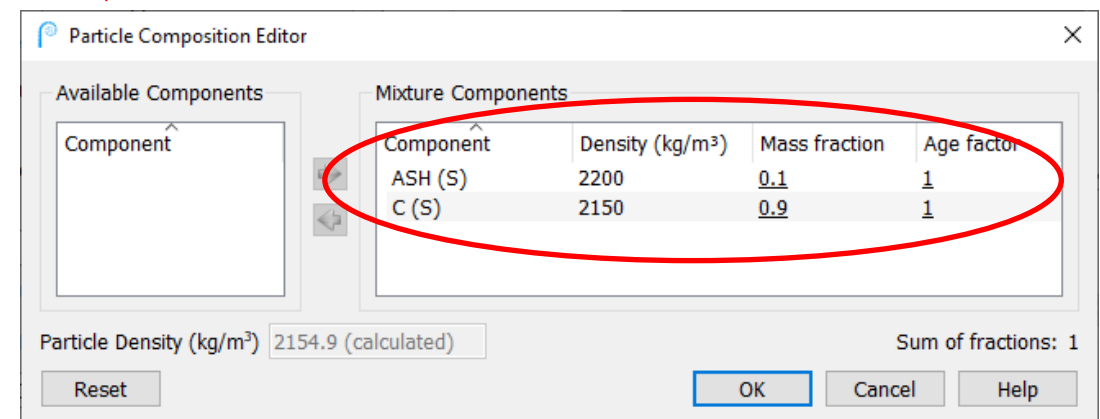 Particle Composition Editor
Available Components
Mixture Components
Component
Component Density (kg/m³) Mass fraction Age factor
ASH (S) 2200 0.1 1
C (S) 2150 0.9 1
Particle Density (kg/m³) 2154.9 (calculated) Sum of fractions: 1
Reset OK Cancel Help